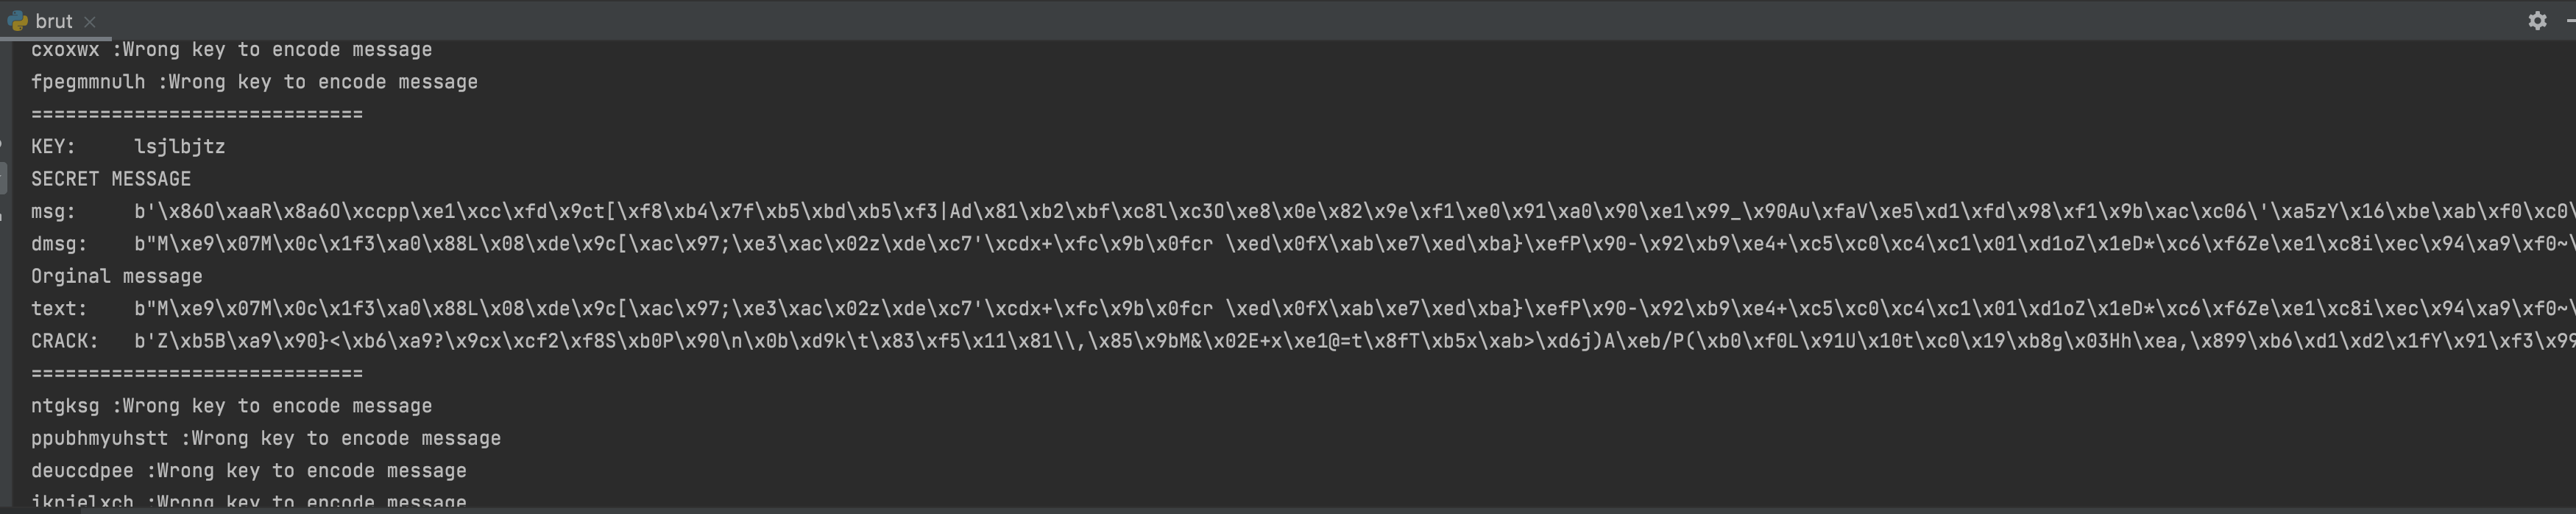 brut
cxoxwx :Wrong key to encode message
fpegmmnulh :Wrong key to encode message
=============================
KEY: lsjlbjtz
SECRET MESSAGE
msg: b'\x86O\xaaR\x8a6O\xccpp\xe1\xcc\xfd\x9ct[\xf8\xb4\x7f\xb5\xbd\xb5\xf3|Ad\x81\xb2\xbf\xc8l\xc3O\xe8\x0e\x82\x9e\xf1\xe0\x91\xa0\x90\xe1\x99_\x90Au\xfaV\xe5\xd1\xfd\x98\xf1\x9b\xac\xc06\'\xa5zY\x16\xbe\xab\xf0\xc0\
dmsg: b"M\xe9\x07M\x0c\x1f3\xa0\x88L\x08\xde\x9c[\xac\x97;\xe3\xac\x02z\xde\xc7'\xcdx+\xfc\x9b\x0fcr \xed\x0fX\xab\xe7\xed\xba}\xefP\x90-\x92\xb9\xe4+\xc5\xc0\xc4\xc1\x01\xd1oZ\x1eD*\xc6\xf6Ze\xe1\xc8i\xec\x94\xa9\xf0~\
Orginal message
text: b"M\xe9\x07M\x0c\x1f3\xa0\x88L\x08\xde\x9c[\xac\x97;\xe3\xac\x02z\xde\xc7'\xcdx+\xfc\x9b\x0fcr \xed\x0fX\xab\xe7\xed\xba}\xefP\x90-\x92\xb9\xe4+\xc5\xc0\xc4\xc1\x01\xd1oZ\x1eD*\xc6\xf6Ze\xe1\xc8i\xec\x94\xa9\xf0~\
CRACK: b'Z\xb5B\xa9\x90}<\xb6\xa9?\x9cx\xcf2\xf8S\xb0P\x90\n\x0b\xd9k\t\x83\xf5\x11\x81\\,\x85\x9bM&\x02E+x\xe1@=t\x8fT\xb5x\xab>\xd6j)A\xeb/P(\xb0\xf0L\x91U\x10t\xc0\x19\xb8g\x03Hh\xea,\x899\xb6\xd1\xd2\x1fY\x91\xf3\x99
=============================
ntgksg :Wrong key to encode message
ppubhmyuhstt :Wrong key to encode message
deuccdpee :Wrong key to encode message
:Wrong key to encode message